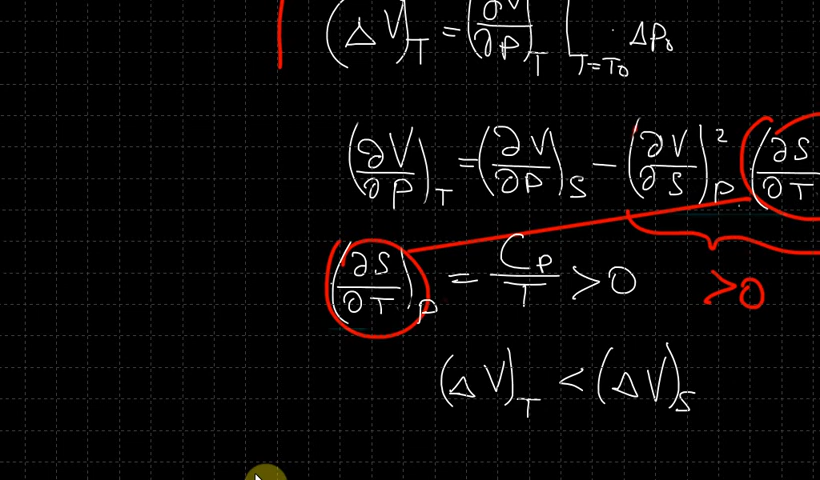 (ΔV)_T = (∂V/∂P)_T |_{T=T₀} · ΔP₀
(∂V/∂P)_T = (∂V/∂P)_S − (∂V/∂S)²_P · (∂S/∂T
(∂S/∂T)_P = C_P/T > 0 > 0
(ΔV)_T < (ΔV)_S